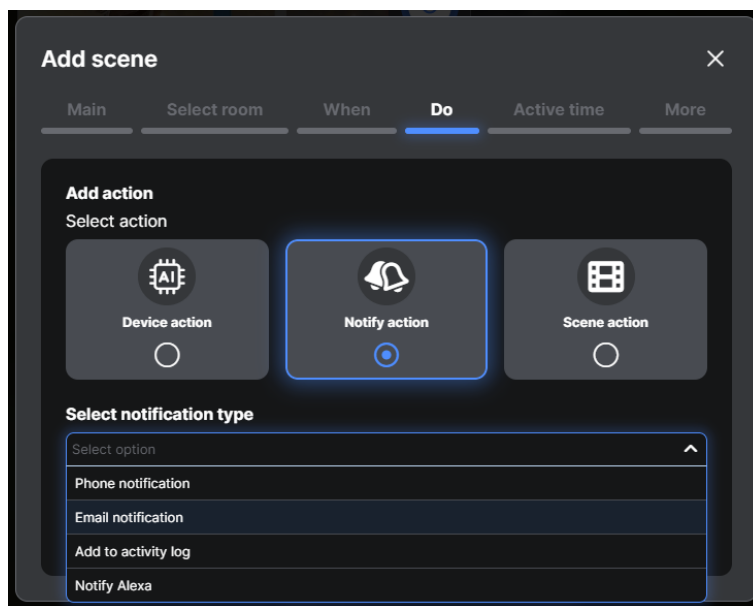 Add scene
Main Select room When Do Active time More
Add action
Select action
AI
Device action Notify action Scene action
Select notification type
Select option
Phone notification
Email notification
Add to activity log
Notify Alexa